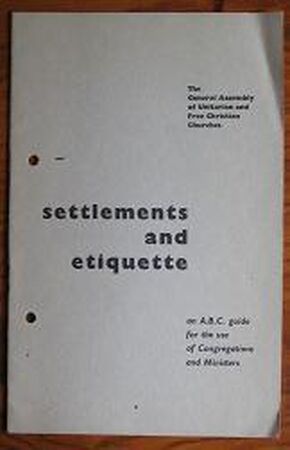 The
General Assembly
of Unitarian and
Free Christian
Churches
settlements
and
etiquette
an A.B.C. guide
for the use
of Congregations
and Ministers